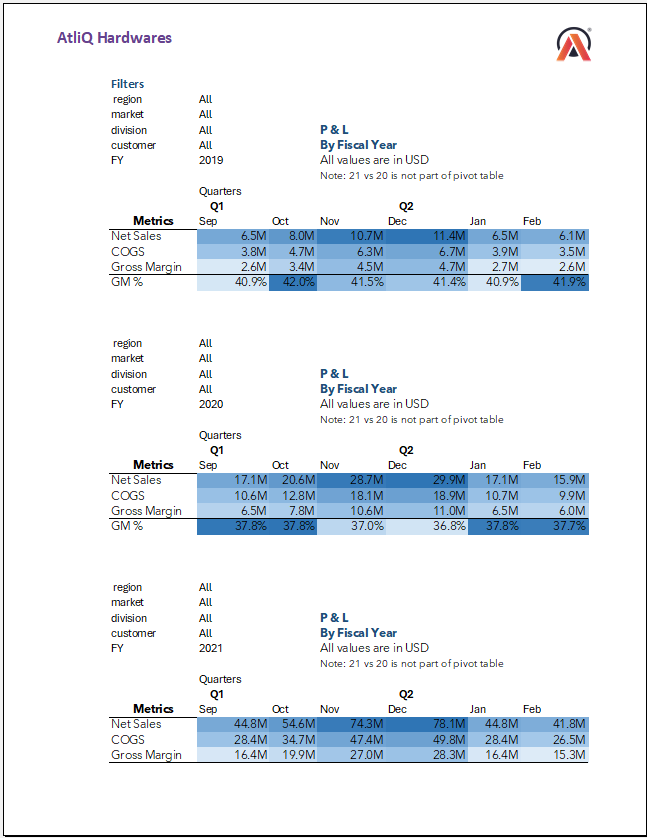 AtliQ Hardwares
Filters
region All
market All
division All P & L
customer All By Fiscal Year
FY 2019 All values are in USD
Note: 21 vs 20 is not part of pivot table
Quarters
Q1 Q2
Metrics Sep Oct Nov Dec Jan Feb
Net Sales 6.5M 8.0M 10.7M 11.4M 6.5M 6.1M
COGS 3.8M 4.7M 6.3M 6.7M 3.9M 3.5M
Gross Margin 2.6M 3.4M 4.5M 4.7M 2.7M 2.6M
GM % 40.9% 42.0% 41.5% 41.4% 40.9% 41.9%
region All
market All
division All P & L
customer All By Fiscal Year
FY 2020 All values are in USD
Note: 21 vs 20 is not part of pivot table
Quarters
Q1 Q2
Metrics Sep Oct Nov Dec Jan Feb
Net Sales 17.1M 20.6M 28.7M 29.9M 17.1M 15.9M
COGS 10.6M 12.8M 18.1M 18.9M 10.7M 9.9M
Gross Margin 6.5M 7.8M 10.6M 11.0M 6.5M 6.0M
GM % 37.8% 37.8% 37.0% 36.8% 37.8% 37.7%
region All
market All
division All P & L
customer All By Fiscal Year
FY 2021 All values are in USD
Note: 21 vs 20 is not part of pivot table
Quarters
Q1 Q2
Metrics Sep Oct Nov Dec Jan Feb
Net Sales 44.8M 54.6M 74.3M 78.1M 44.8M 41.8M
COGS 28.4M 34.7M 47.4M 49.8M 28.4M 26.5M
Gross Margin 16.4M 19.9M 27.0M 28.3M 16.4M 15.3M